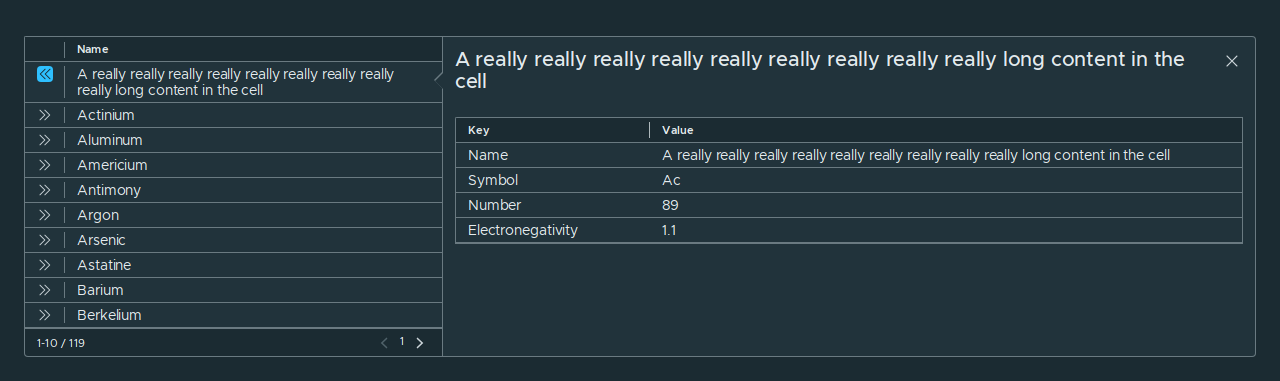 Name
A really really really really really really really really
really long content in the cell
Actinium
Aluminum
Americium
Antimony
Argon
Arsenic
Astatine
Barium
Berkelium
1-10 / 119
1
A really really really really really really really really really long content in the
cell
Key Value
Name A really really really really really really really really really long content in the cell
Symbol Ac
Number 89
Electronegativity 1.1